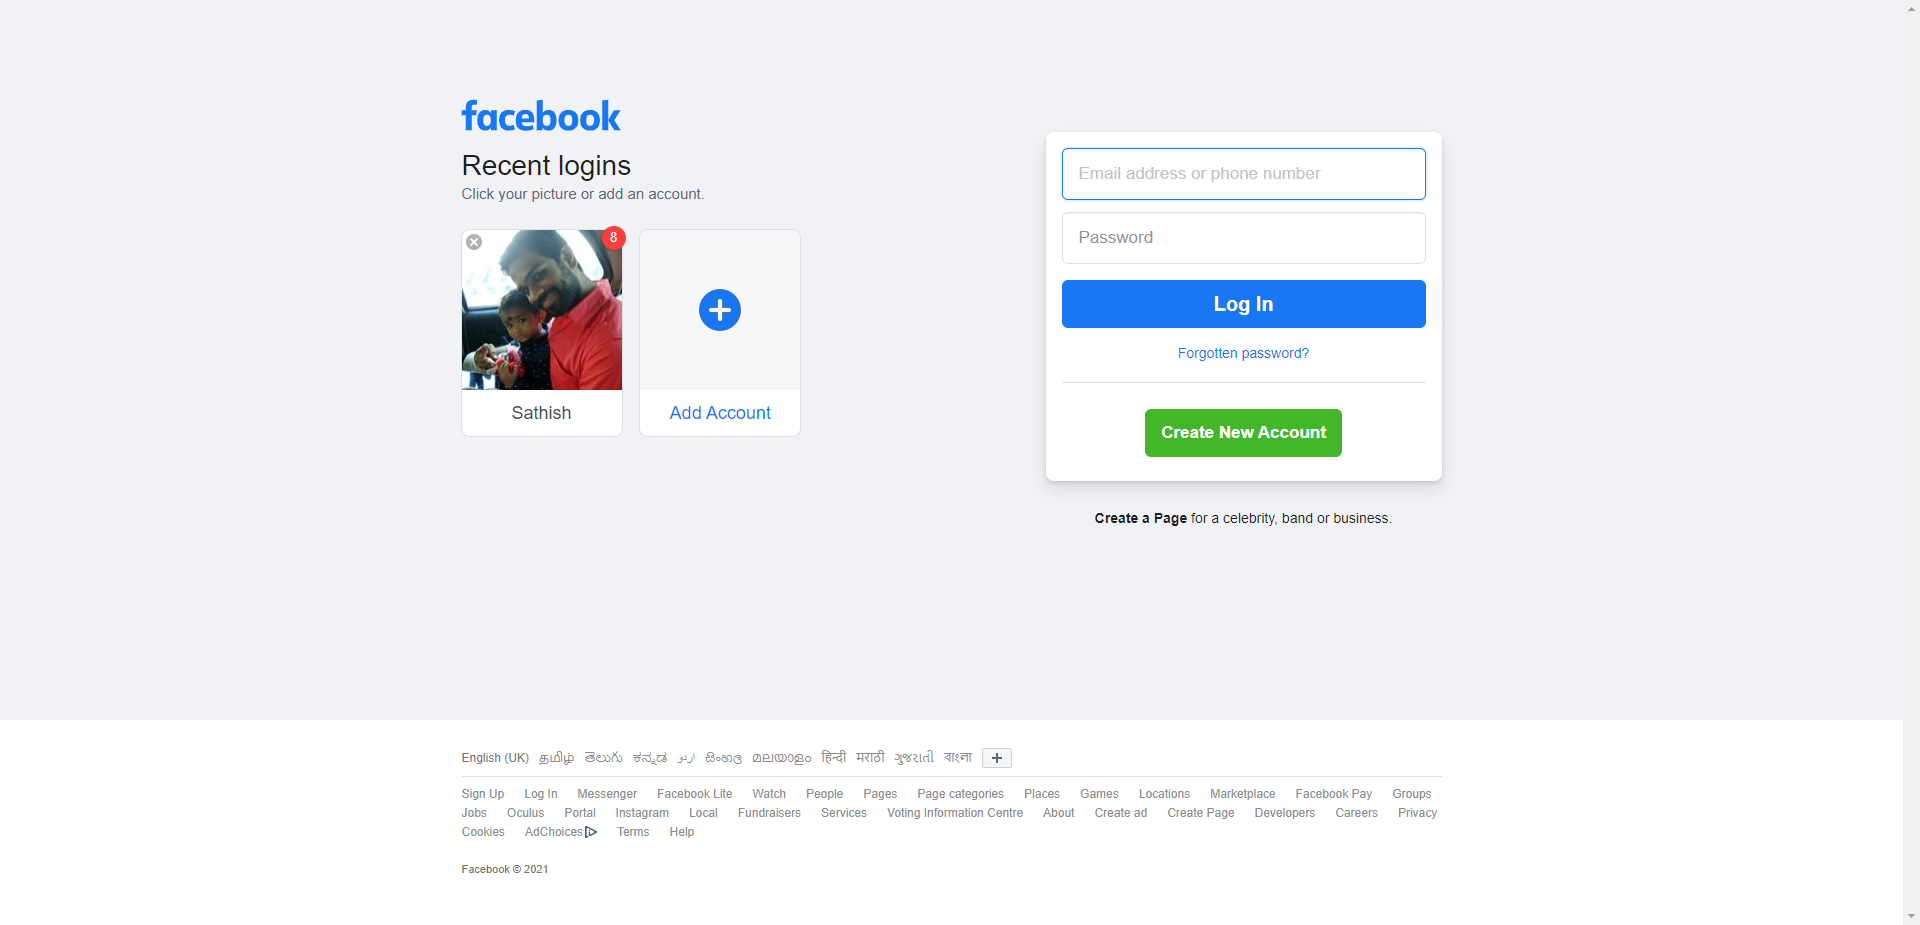 facebook
Recent logins
Click your picture or add an account.
8
Sathish
Add Account
Email address or phone number
Password
Log In
Forgotten password?
Create New Account
Create a Page for a celebrity, band or business.
English (UK) தமிழ் తెలుగు ಕನ್ನಡ اردو සිංහල മലയാളം हिन्दी मराठी ગુજરાતી বাংলা
Sign Up Log In Messenger Facebook Lite Watch People Pages Page categories Places Games Locations Marketplace Facebook Pay Groups
Jobs Oculus Portal Instagram Local Fundraisers Services Voting Information Centre About Create ad Create Page Developers Careers Privacy
Cookies AdChoices Terms Help
Facebook © 2021